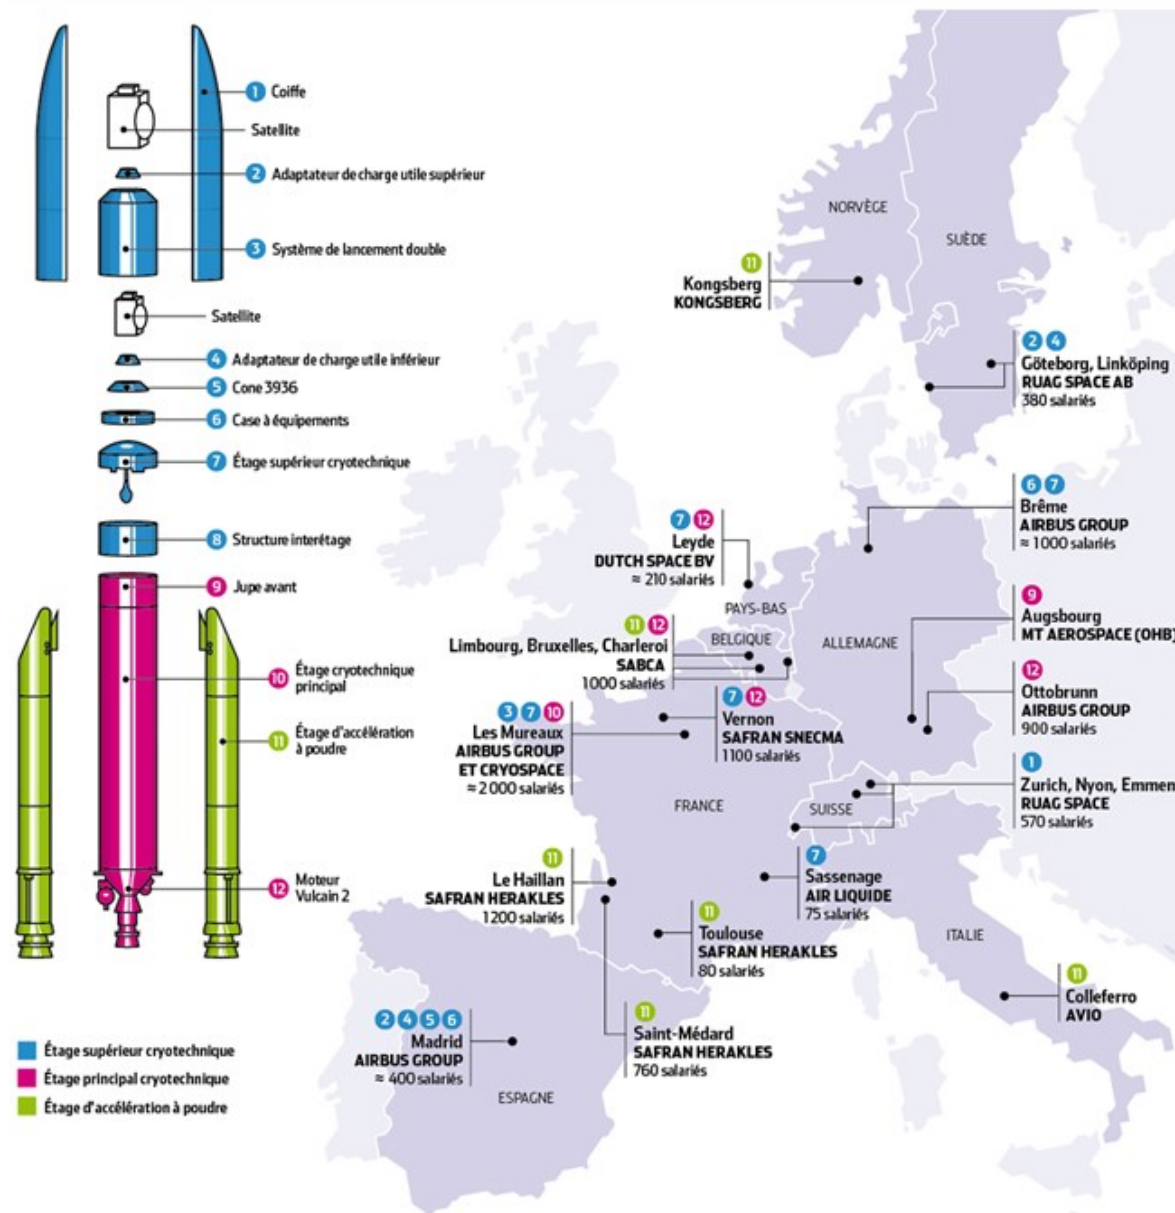 1 Coiffe
Satellite
2 Adaptateur de charge utile supérieur
3 Système de lancement double
Satellite
4 Adaptateur de charge utile inférieur
5 Cone 3936
6 Case à équipements
7 Étage supérieur cryotechnique
8 Structure interétage
9 Jupe avant
10 Étage cryotechnique
principal
11 Étage d'accélération
à poudre
12 Moteur
Vulcain 2
Étage supérieur cryotechnique
Étage principal cryotechnique
Étage d'accélération à poudre
NORVÈGE
SUÈDE
11
Kongsberg
KONGSBERG
2 4
Göteborg, Linköping
RUAG SPACE AB
380 salariés
6 7
Brême
AIRBUS GROUP
≈ 1000 salariés
7 12
Leyde
DUTCH SPACE BV
≈ 210 salariés
PAYS-BAS
BELGIQUE
ALLEMAGNE
9
Augsbourg
MT AEROSPACE (OHB)
11 12
Limbourg, Bruxelles, Charleroi
SABCA
1000 salariés
12
Ottobrunn
AIRBUS GROUP
900 salariés
3 7 10
Les Mureaux
AIRBUS GROUP
ET CRYOSPACE
≈ 2 000 salariés
7 12
Vernon
SAFRAN SNECMA
1100 salariés
1
Zurich, Nyon, Emmen
RUAG SPACE
570 salariés
FRANCE
SUISSE
11
Le Haillan
SAFRAN HERAKLES
1200 salariés
7
Sassenage
AIR LIQUIDE
75 salariés
11
Toulouse
SAFRAN HERAKLES
80 salariés
ITALIE
11
Colleferro
AVIO
2 4 5 6
Madrid
AIRBUS GROUP
≈ 400 salariés
11
Saint-Médard
SAFRAN HERAKLES
760 salariés
ESPAGNE